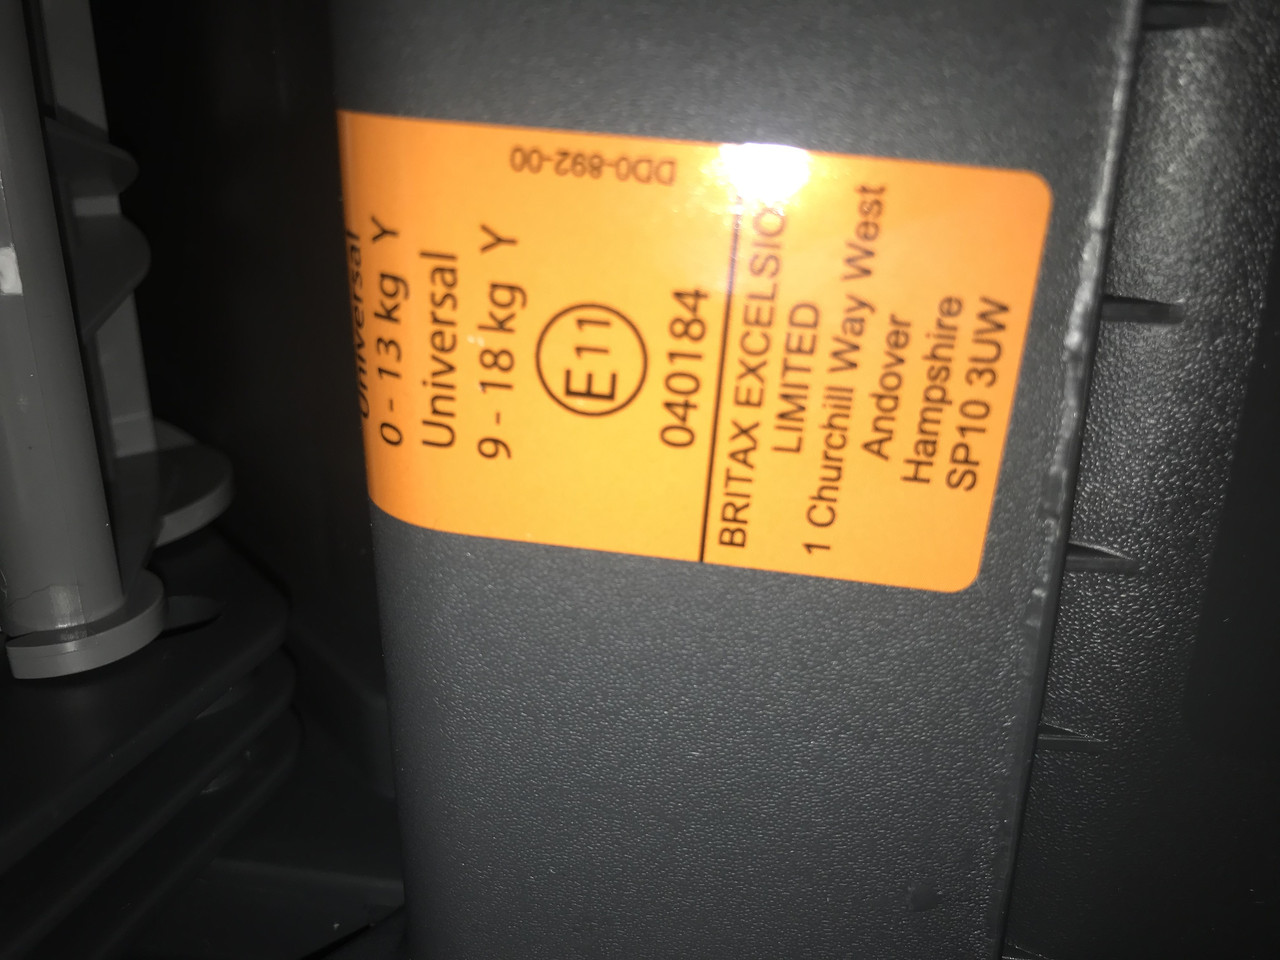 Universal
0 - 13 kg Y
Universal
9 - 18 kg Y
E11
040184
BRITAX EXCELSIO
LIMITED
1 Churchill Way West
Andover
Hampshire
SP10 3UW
DD0-892-00